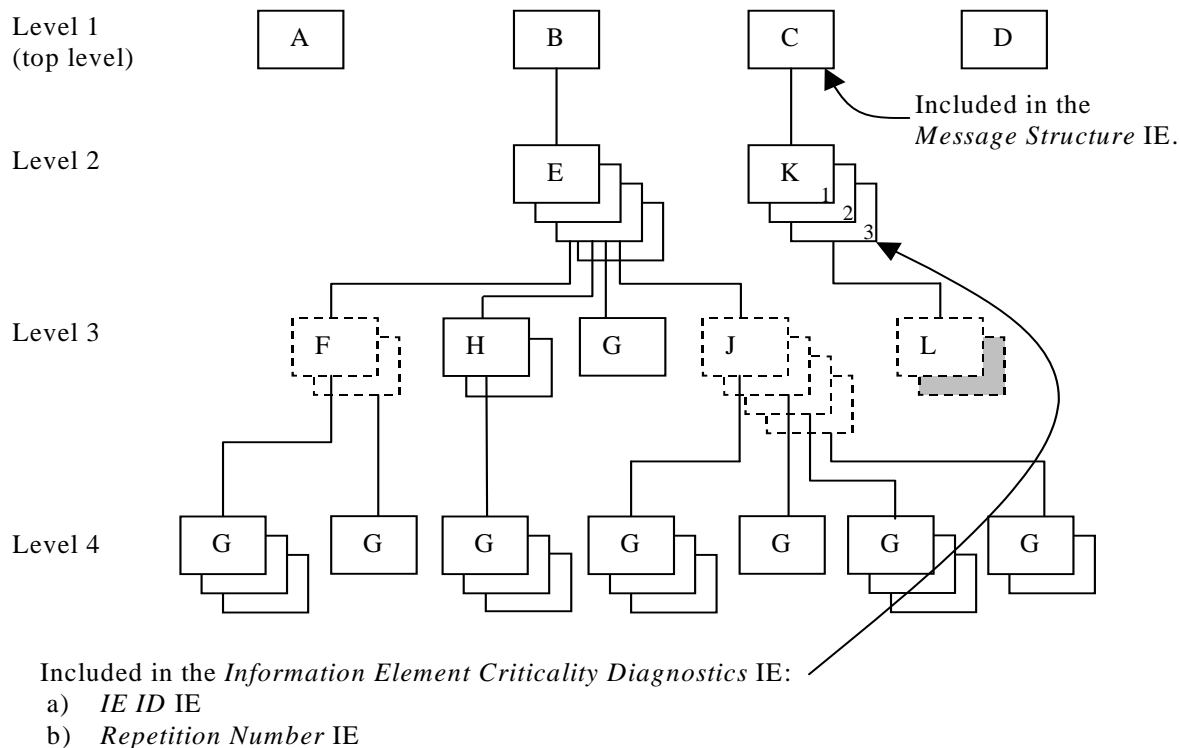 Level 1
(top level)
A
B
C
D
Included in the
Message Structure IE.
Level 2
E
K
1
2
3
Level 3
F
H
G
J
L
Level 4
G
G
G
G
G
G
G
Included in the Information Element Criticality Diagnostics IE:
a) IE ID IE
b) Repetition Number IE